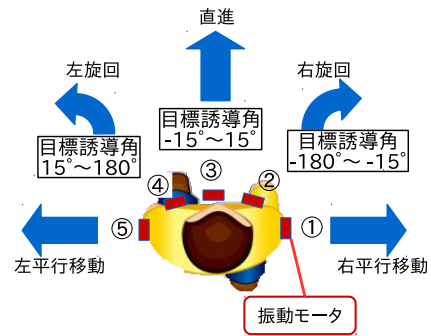 直進
左旋回
右旋回
目標誘導角
-15°~15°
目標誘導角
15°~180°
目標誘導角
-180°~ -15°
③
④
②
⑤
①
左平行移動
右平行移動
振動モータ